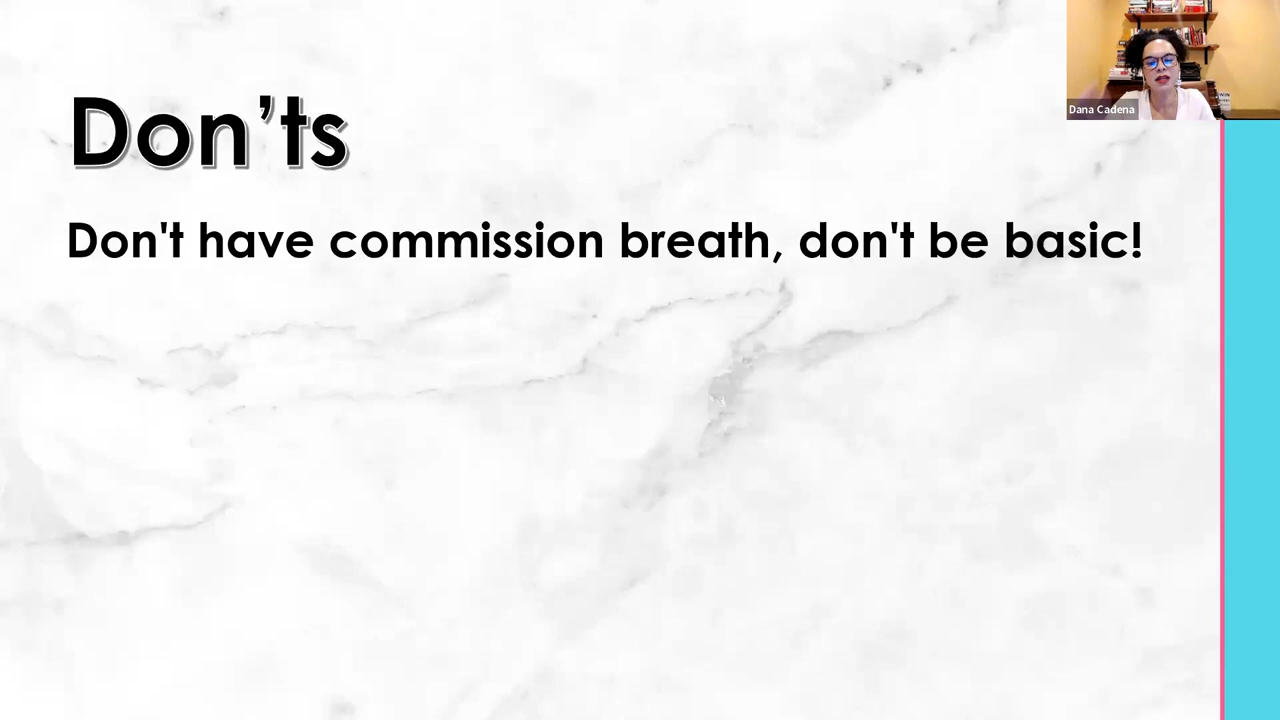 Don’ts
Don't have commission breath, don't be basic!
Dana Cadena